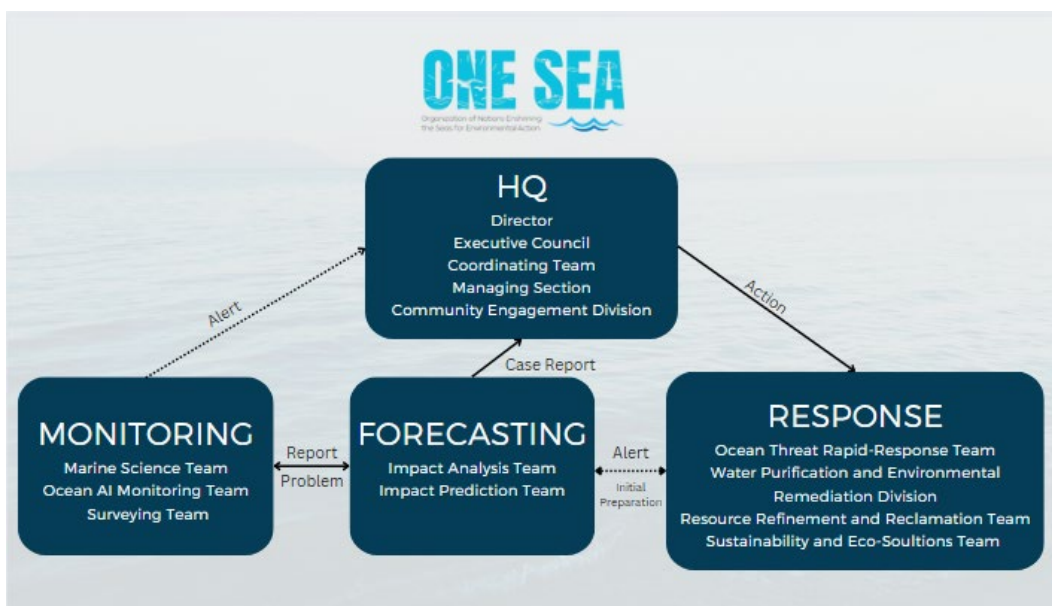 ONE SEA
Organization of Nations Enshrining
the Seas for Environmental Action
HQ
Director
Executive Council
Coordinating Team
Managing Section
Community Engagement Division
Alert
Action
Case Report
MONITORING
Marine Science Team
Ocean AI Monitoring Team
Surveying Team
Report
Problem
FORECASTING
Impact Analysis Team
Impact Prediction Team
Alert
Initial
Preparation
RESPONSE
Ocean Threat Rapid-Response Team
Water Purification and Environmental
Remediation Division
Resource Refinement and Reclamation Team
Sustainability and Eco-Soultions Team